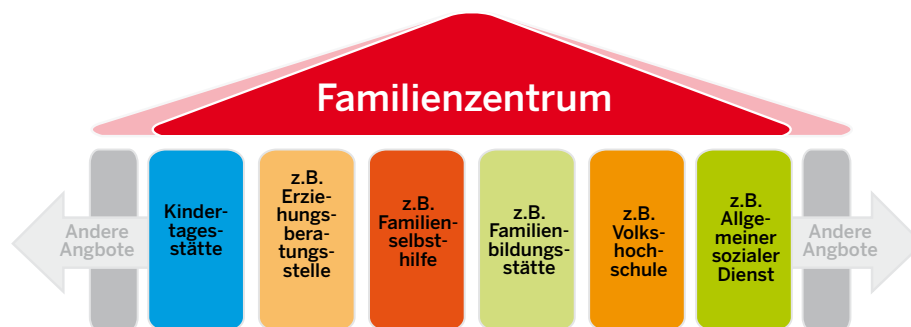 Familienzentrum
Andere
Angbote
Kinder-
tages-
stätte
z.B.
Erzie-
hungs-
bera-
tungs-
stelle
z.B.
Familien-
selbst-
hilfe
z.B.
Familien-
bildungs-
stätte
z.B.
Volks-
hoch-
schule
z.B.
Allge-
meiner
sozialer
Dienst
Andere
Angbote